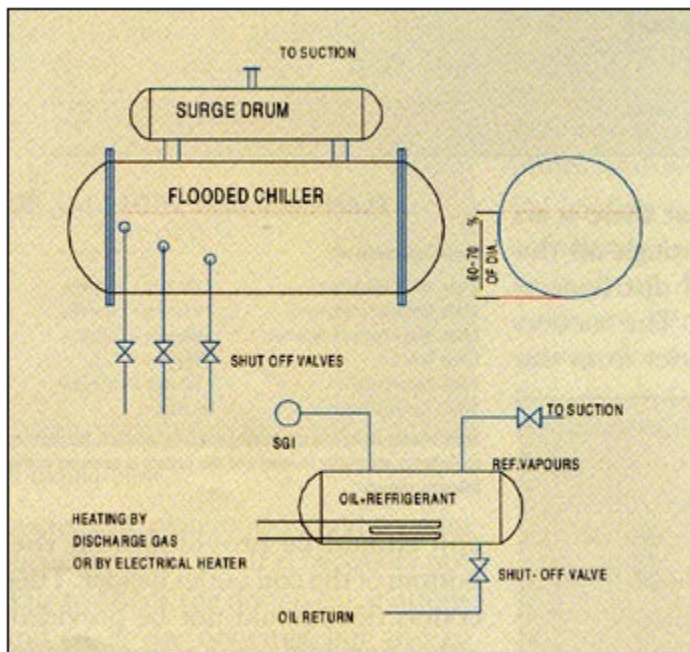 TO SUCTION
SURGE DRUM
FLOODED CHILLER
60-70 %
OF DIA.
SHUT OFF VALVES
SGI
TO SUCTION
REF.VAPOURS
OIL+REFRIGERANT
HEATING BY
DISCHARGE GAS
OR BY ELECTRICAL HEATER
SHUT- OFF VALVE
OIL RETURN